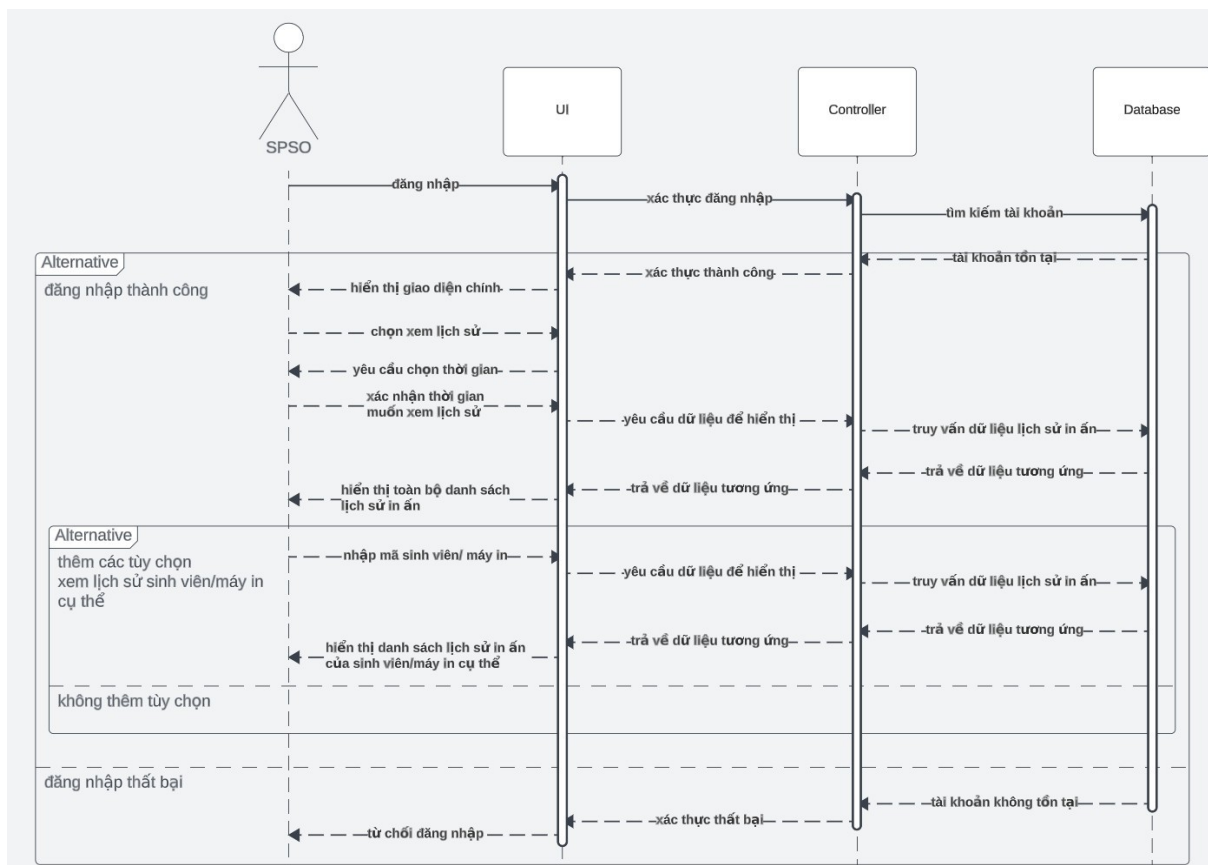 SPSO
UI
Controller
Database
đăng nhập
xác thực đăng nhập
tìm kiếm tài khoản
Alternative
tài khoản tồn tại
xác thực thành công
đăng nhập thành công
hiển thị giao diện chính
chọn xem lịch sử
yêu cầu chọn thời gian
xác nhận thời gian
muốn xem lịch sử
yêu cầu dữ liệu để hiển thị
truy vấn dữ liệu lịch sử in ấn
trả về dữ liệu tương ứng
trả về dữ liệu tương ứng
hiển thị toàn bộ danh sách
lịch sử in ấn
Alternative
thêm các tùy chọn
xem lịch sử sinh viên/máy in
cụ thể
nhập mã sinh viên/ máy in
yêu cầu dữ liệu để hiển thị
truy vấn dữ liệu lịch sử in ấn
trả về dữ liệu tương ứng
trả về dữ liệu tương ứng
hiển thị danh sách lịch sử in ấn
của sinh viên/máy in cụ thể
không thêm tùy chọn
đăng nhập thất bại
tài khoản không tồn tại
xác thực thất bại
từ chối đăng nhập